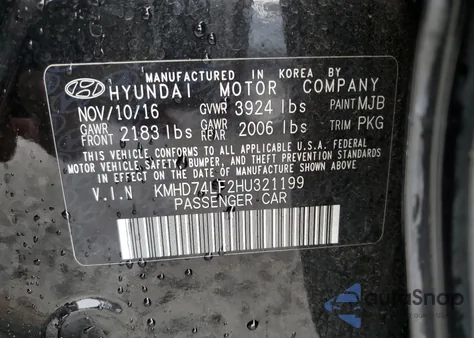 MANUFACTURED IN KOREA BY
HYUNDAI MOTOR COMPANY
NOV/10/16 GVWR 3924 lbs PAINT MJB
GAWR FRONT 2183 lbs GAWR REAR 2006 lbs TRIM PKG
THIS VEHICLE CONFORMS TO ALL APPLICABLE U.S. FEDERAL
MOTOR VEHICLE SAFETY, BUMPER, AND THEFT PREVENTION STANDARDS
IN EFFECT ON THE DATE OF MANUFACTURE SHOWN ABOVE.
V.I.N KMHD74LF2HU321199
PASSENGER CAR
AutoSnap